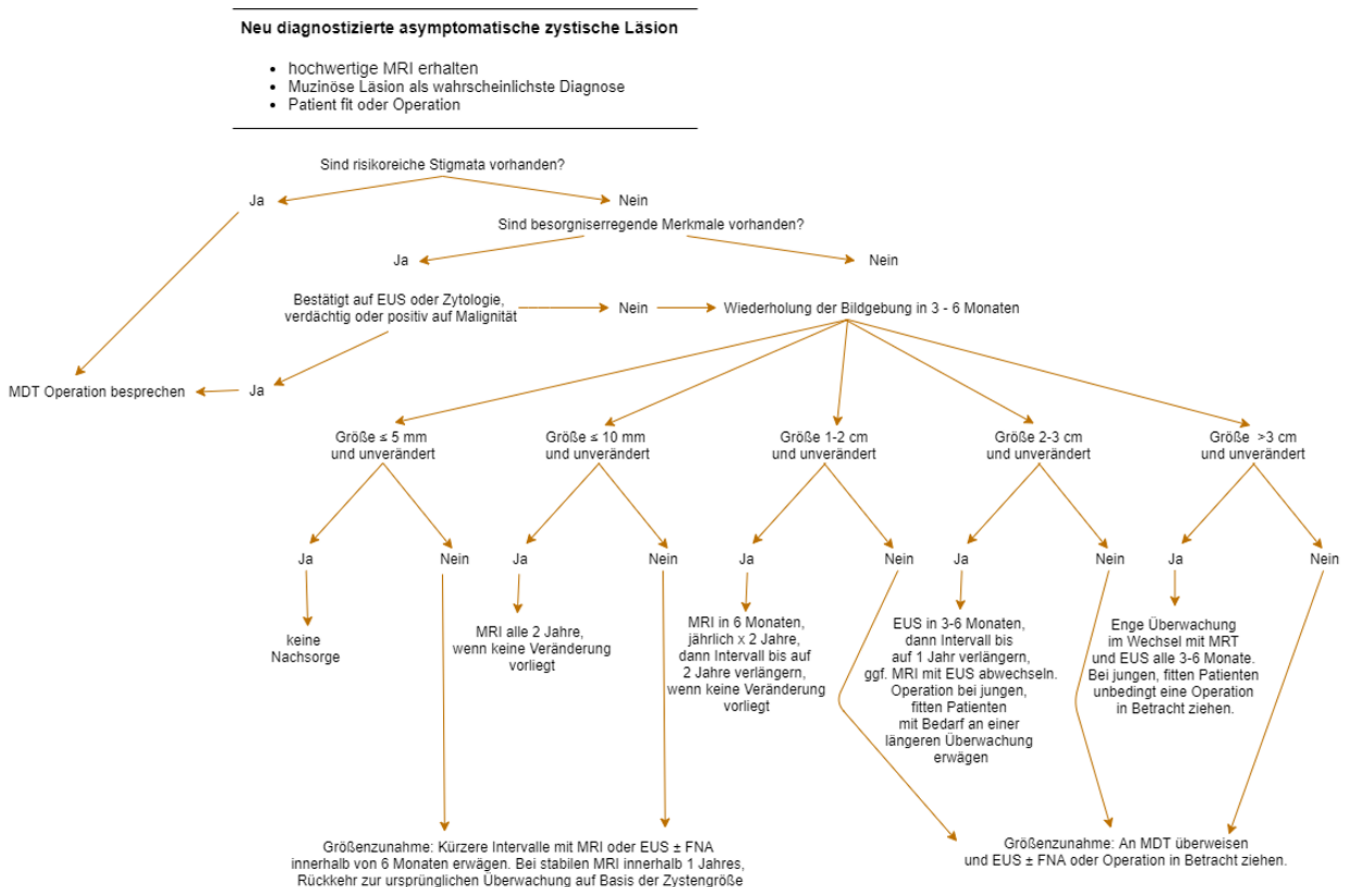 Neu diagnostizierte asymptomatische zystische Läsion
• hochwertige MRI erhalten
• Muzinöse Läsion als wahrscheinlichste Diagnose
• Patient fit oder Operation
Sind risikoreiche Stigmata vorhanden?
Ja
Nein
Sind besorgniserregende Merkmale vorhanden?
Ja
Nein
Bestätigt auf EUS oder Zytologie,
verdächtig oder positiv auf Malignität
Nein
Wiederholung der Bildgebung in 3 - 6 Monaten
MDT Operation besprechen
Ja
Größe ≤ 5 mm
und unverändert
Größe ≤ 10 mm
und unverändert
Größe 1-2 cm
und unverändert
Größe 2-3 cm
und unverändert
Größe >3 cm
und unverändert
Ja
Nein
Ja
Nein
Ja
Nein
Ja
Nein
Ja
Nein
keine
Nachsorge
MRI alle 2 Jahre,
wenn keine Veränderung
vorliegt
MRI in 6 Monaten,
jährlich x 2 Jahre,
dann Intervall bis auf
2 Jahre verlängern,
wenn keine Veränderung
vorliegt
EUS in 3-6 Monaten,
dann Intervall bis
auf 1 Jahr verlängern,
ggf. MRI mit EUS abwechseln.
Operation bei jungen,
fitten Patienten
mit Bedarf an einer
längeren Überwachung
erwägen
Enge Überwachung
im Wechsel mit MRT
und EUS alle 3-6 Monate.
Bei jungen, fitten Patienten
unbedingt eine Operation
in Betracht ziehen.
Größenzunahme: Kürzere Intervalle mit MRI oder EUS ± FNA
innerhalb von 6 Monaten erwägen. Bei stabilen MRI innerhalb 1 Jahres,
Rückkehr zur ursprünglichen Überwachung auf Basis der Zystengröße
Größenzunahme: An MDT überweisen
und EUS ± FNA oder Operation in Betracht ziehen.